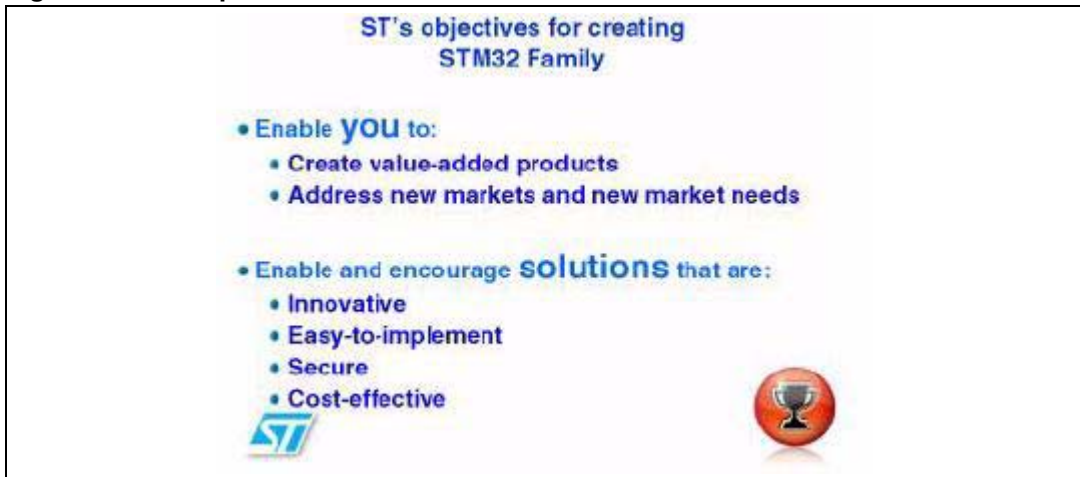 ST's objectives for creating
STM32 Family
• Enable you to:
• Create value-added products
• Address new markets and new market needs
• Enable and encourage solutions that are:
• Innovative
• Easy-to-implement
• Secure
• Cost-effective
ST